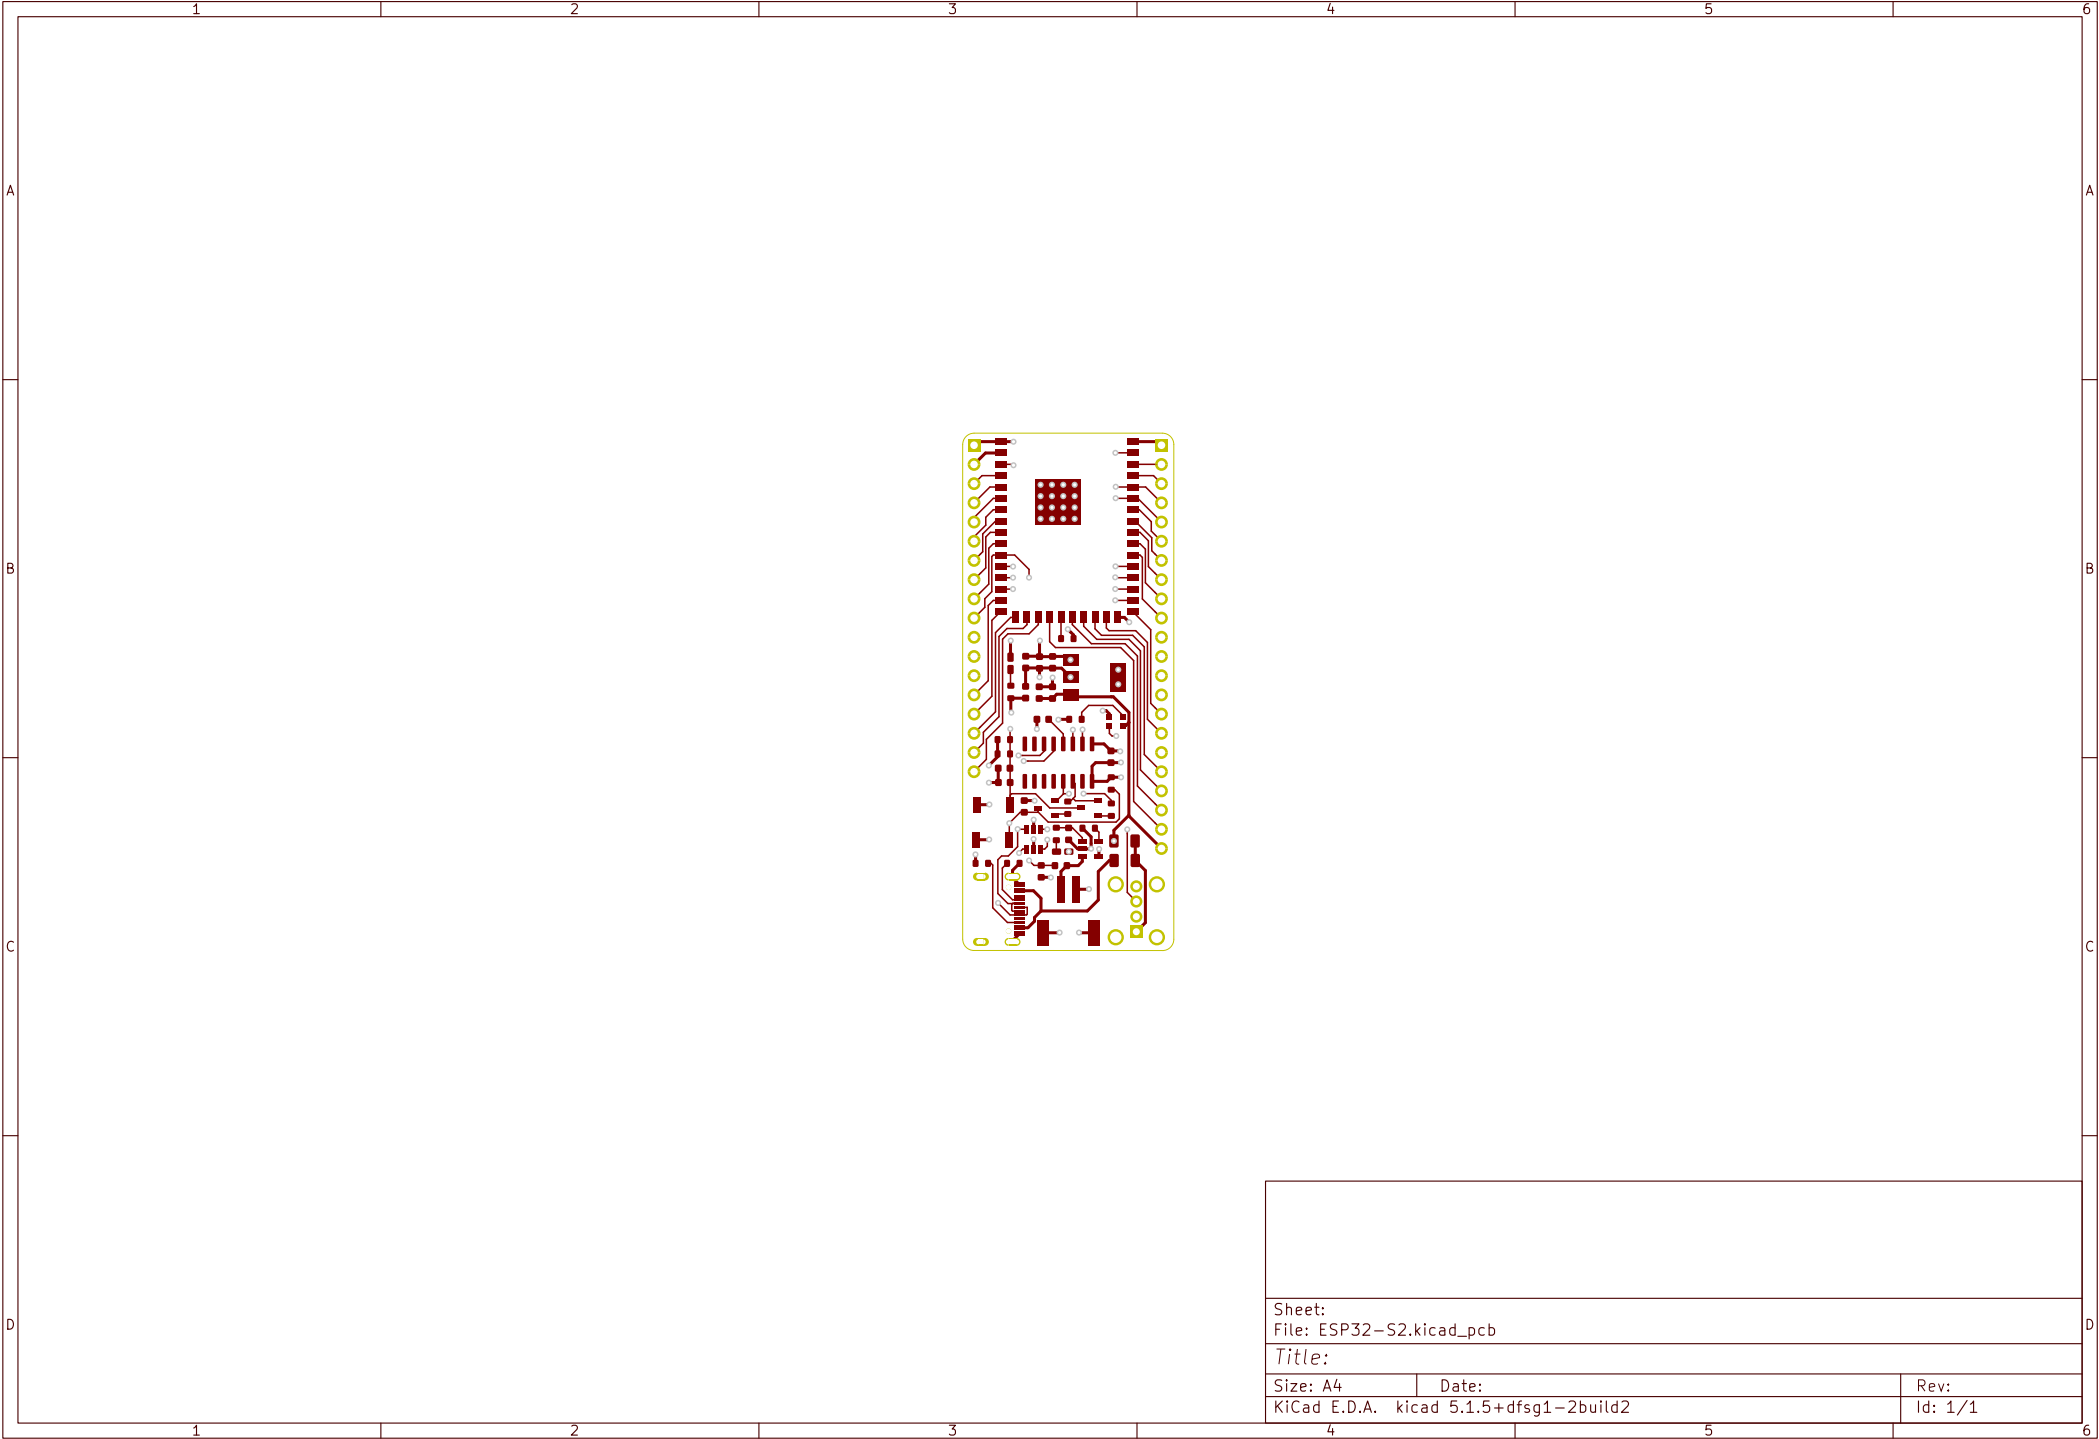 1 2 3 4 5 6
A A
B B
C C
D D
Sheet:
File: ESP32-S2.kicad_pcb
Title:
Size: A4 Date: Rev:
KiCad E.D.A. kicad 5.1.5+dfsg1-2build2 Id: 1/1
1 2 3 4 5 6